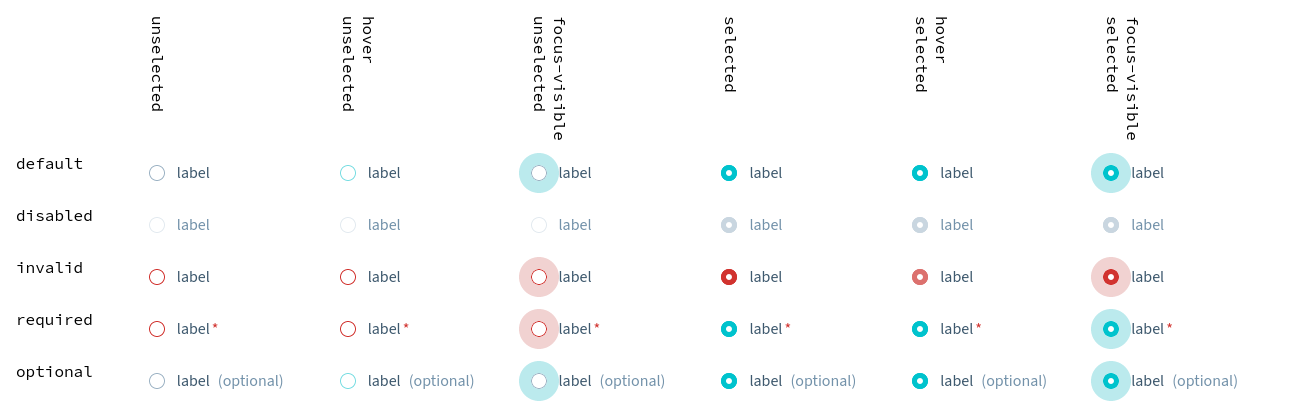 unselected
hover
unselected
focus-visible
unselected
selected
hover
selected
focus-visible
selected
default label label label label label label
disabled label label label label label label
invalid label label label label label label
required label* label* label* label* label* label*
optional label (optional) label (optional) label (optional) label (optional) label (optional) label (optional)